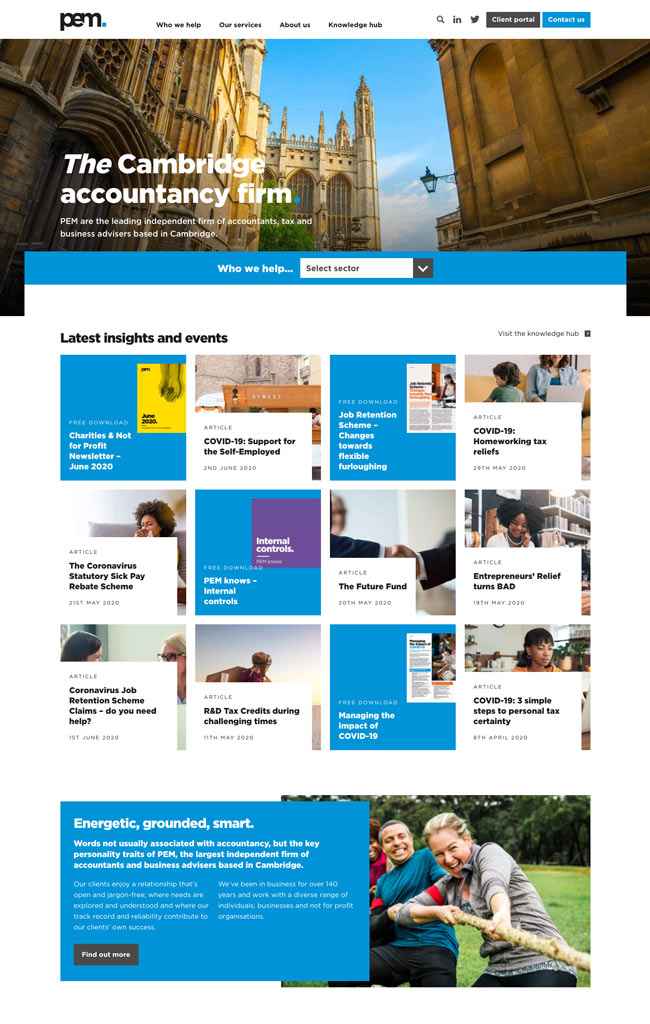 pem.
Who we help
Our services
About us
Knowledge hub
Client portal
Contact us
The Cambridge
accountancy firm.
PEM are the leading independent firm of accountants, tax and
business advisers based in Cambridge.
Who we help...
Select sector
Latest insights and events
Visit the knowledge hub
pem.
June
2020.
FREE DOWNLOAD
Charities & Not
for Profit
Newsletter –
June 2020
STREET
ARTICLE
COVID-19: Support for
the Self-Employed
2ND JUNE 2020
Job Retention
Scheme –
Changes
towards flexible
furloughing
FREE DOWNLOAD
Job Retention
Scheme –
Changes
towards
flexible
furloughing
ARTICLE
COVID-19:
Homeworking tax
reliefs
29TH MAY 2020
ARTICLE
The Coronavirus
Statutory Sick Pay
Rebate Scheme
21ST MAY 2020
Internal
controls.
PEM knows
FREE DOWNLOAD
PEM knows –
Internal
controls
ARTICLE
The Future Fund
20TH MAY 2020
ARTICLE
Entrepreneurs' Relief
turns BAD
19TH MAY 2020
ARTICLE
Coronavirus Job
Retention Scheme
Claims – do you need
help?
1ST JUNE 2020
ARTICLE
R&D Tax Credits during
challenging times
11TH MAY 2020
Managing
the impact of
COVID-19
FREE DOWNLOAD
Managing the
impact of
COVID-19
ARTICLE
COVID-19: 3 simple
steps to personal tax
certainty
8TH APRIL 2020
Energetic, grounded, smart.
Words not usually associated with accountancy, but the key
personality traits of PEM, the largest independent firm of
accountants and business advisers based in Cambridge.
Our clients enjoy a relationship that's
open and jargon-free; where needs are
explored and understood and where our
track record and reliability contribute to
our clients' own success.
We've been in business for over 140
years and work with a diverse range of
individuals, businesses and not for profit
organisations.
Find out more